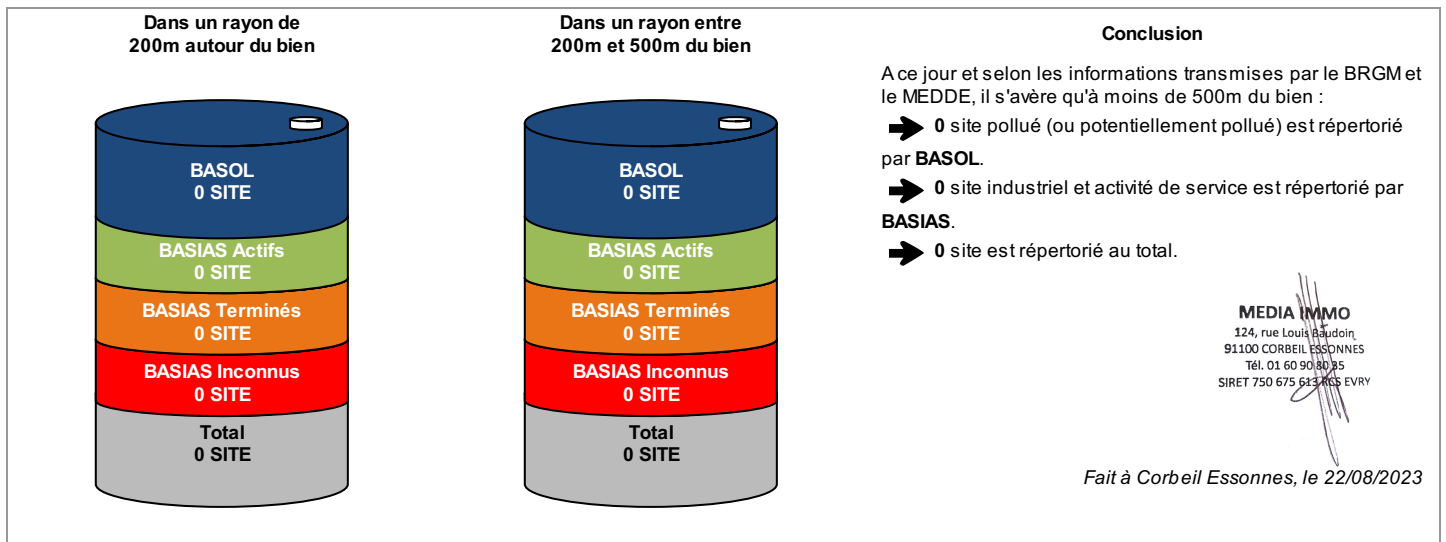 Dans un rayon de
200m autour du bien
BASOL
0 SITE
BASIAS Actifs
0 SITE
BASIAS Terminés
0 SITE
BASIAS Inconnus
0 SITE
Total
0 SITE
Dans un rayon entre
200m et 500m du bien
BASOL
0 SITE
BASIAS Actifs
0 SITE
BASIAS Terminés
0 SITE
BASIAS Inconnus
0 SITE
Total
0 SITE
Conclusion
A ce jour et selon les informations transmises par le BRGM et
le MEDDE, il s'avère qu'à moins de 500m du bien :
0 site pollué (ou potentiellement pollué) est répertorié
par BASOL.
0 site industriel et activité de service est répertorié par
BASIAS.
0 site est répertorié au total.
MEDIA IMMO
124, rue Louis Baudoin
91100 CORBEIL ESSONNES
Tél. 01 60 90 80 85
SIRET 750 675 613 RCS EVRY
Fait à Corbeil Essonnes, le 22/08/2023